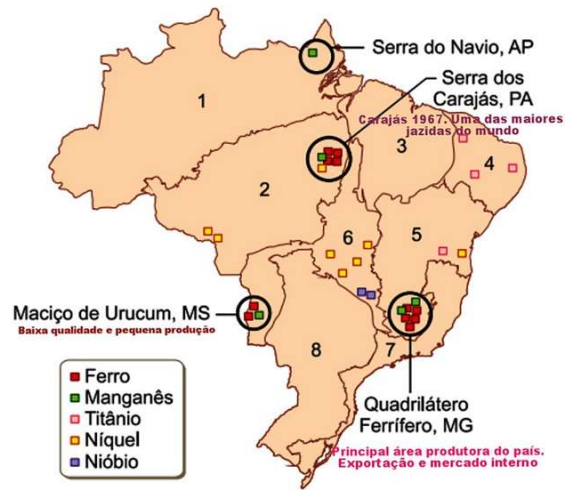 Serra do Navio, AP
Serra dos
Carajás, PA
Carajás 1967. Uma das maiores
jazidas do mundo
1
2
3
4
5
6
7
8
Maciço de Urucum, MS
Baixa qualidade e pequena produção
Quadrilátero
Ferrífero, MG
Principal área produtora do país.
Exportação e mercado interno
Ferro
Manganês
Titânio
Níquel
Nióbio